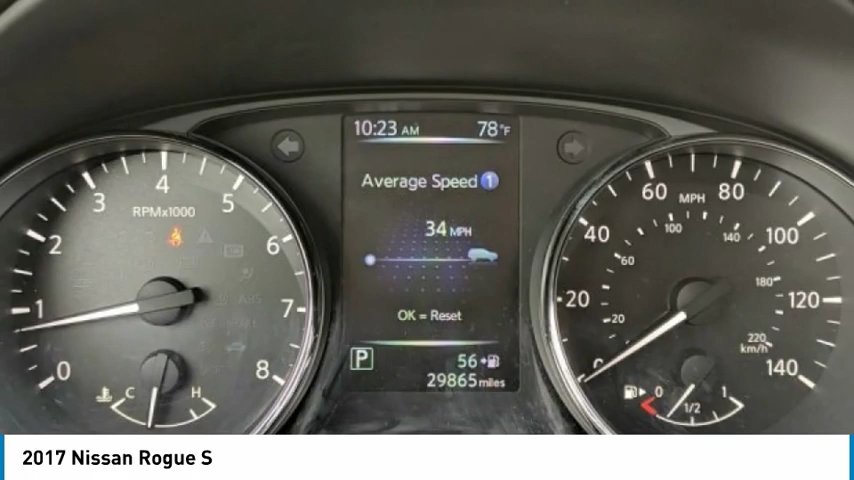 10:23 AM 78°F
Average Speed 1
34 MPH
OK = Reset
P 56
29865 miles
RPMx1000
0 1 2 3 4 5 6 7 8
C H
MPH
0 20 40 60 80 100 120 140
20 60 100 140 180 220
km/h
0 1/2 1
ABS
2017 Nissan Rogue S